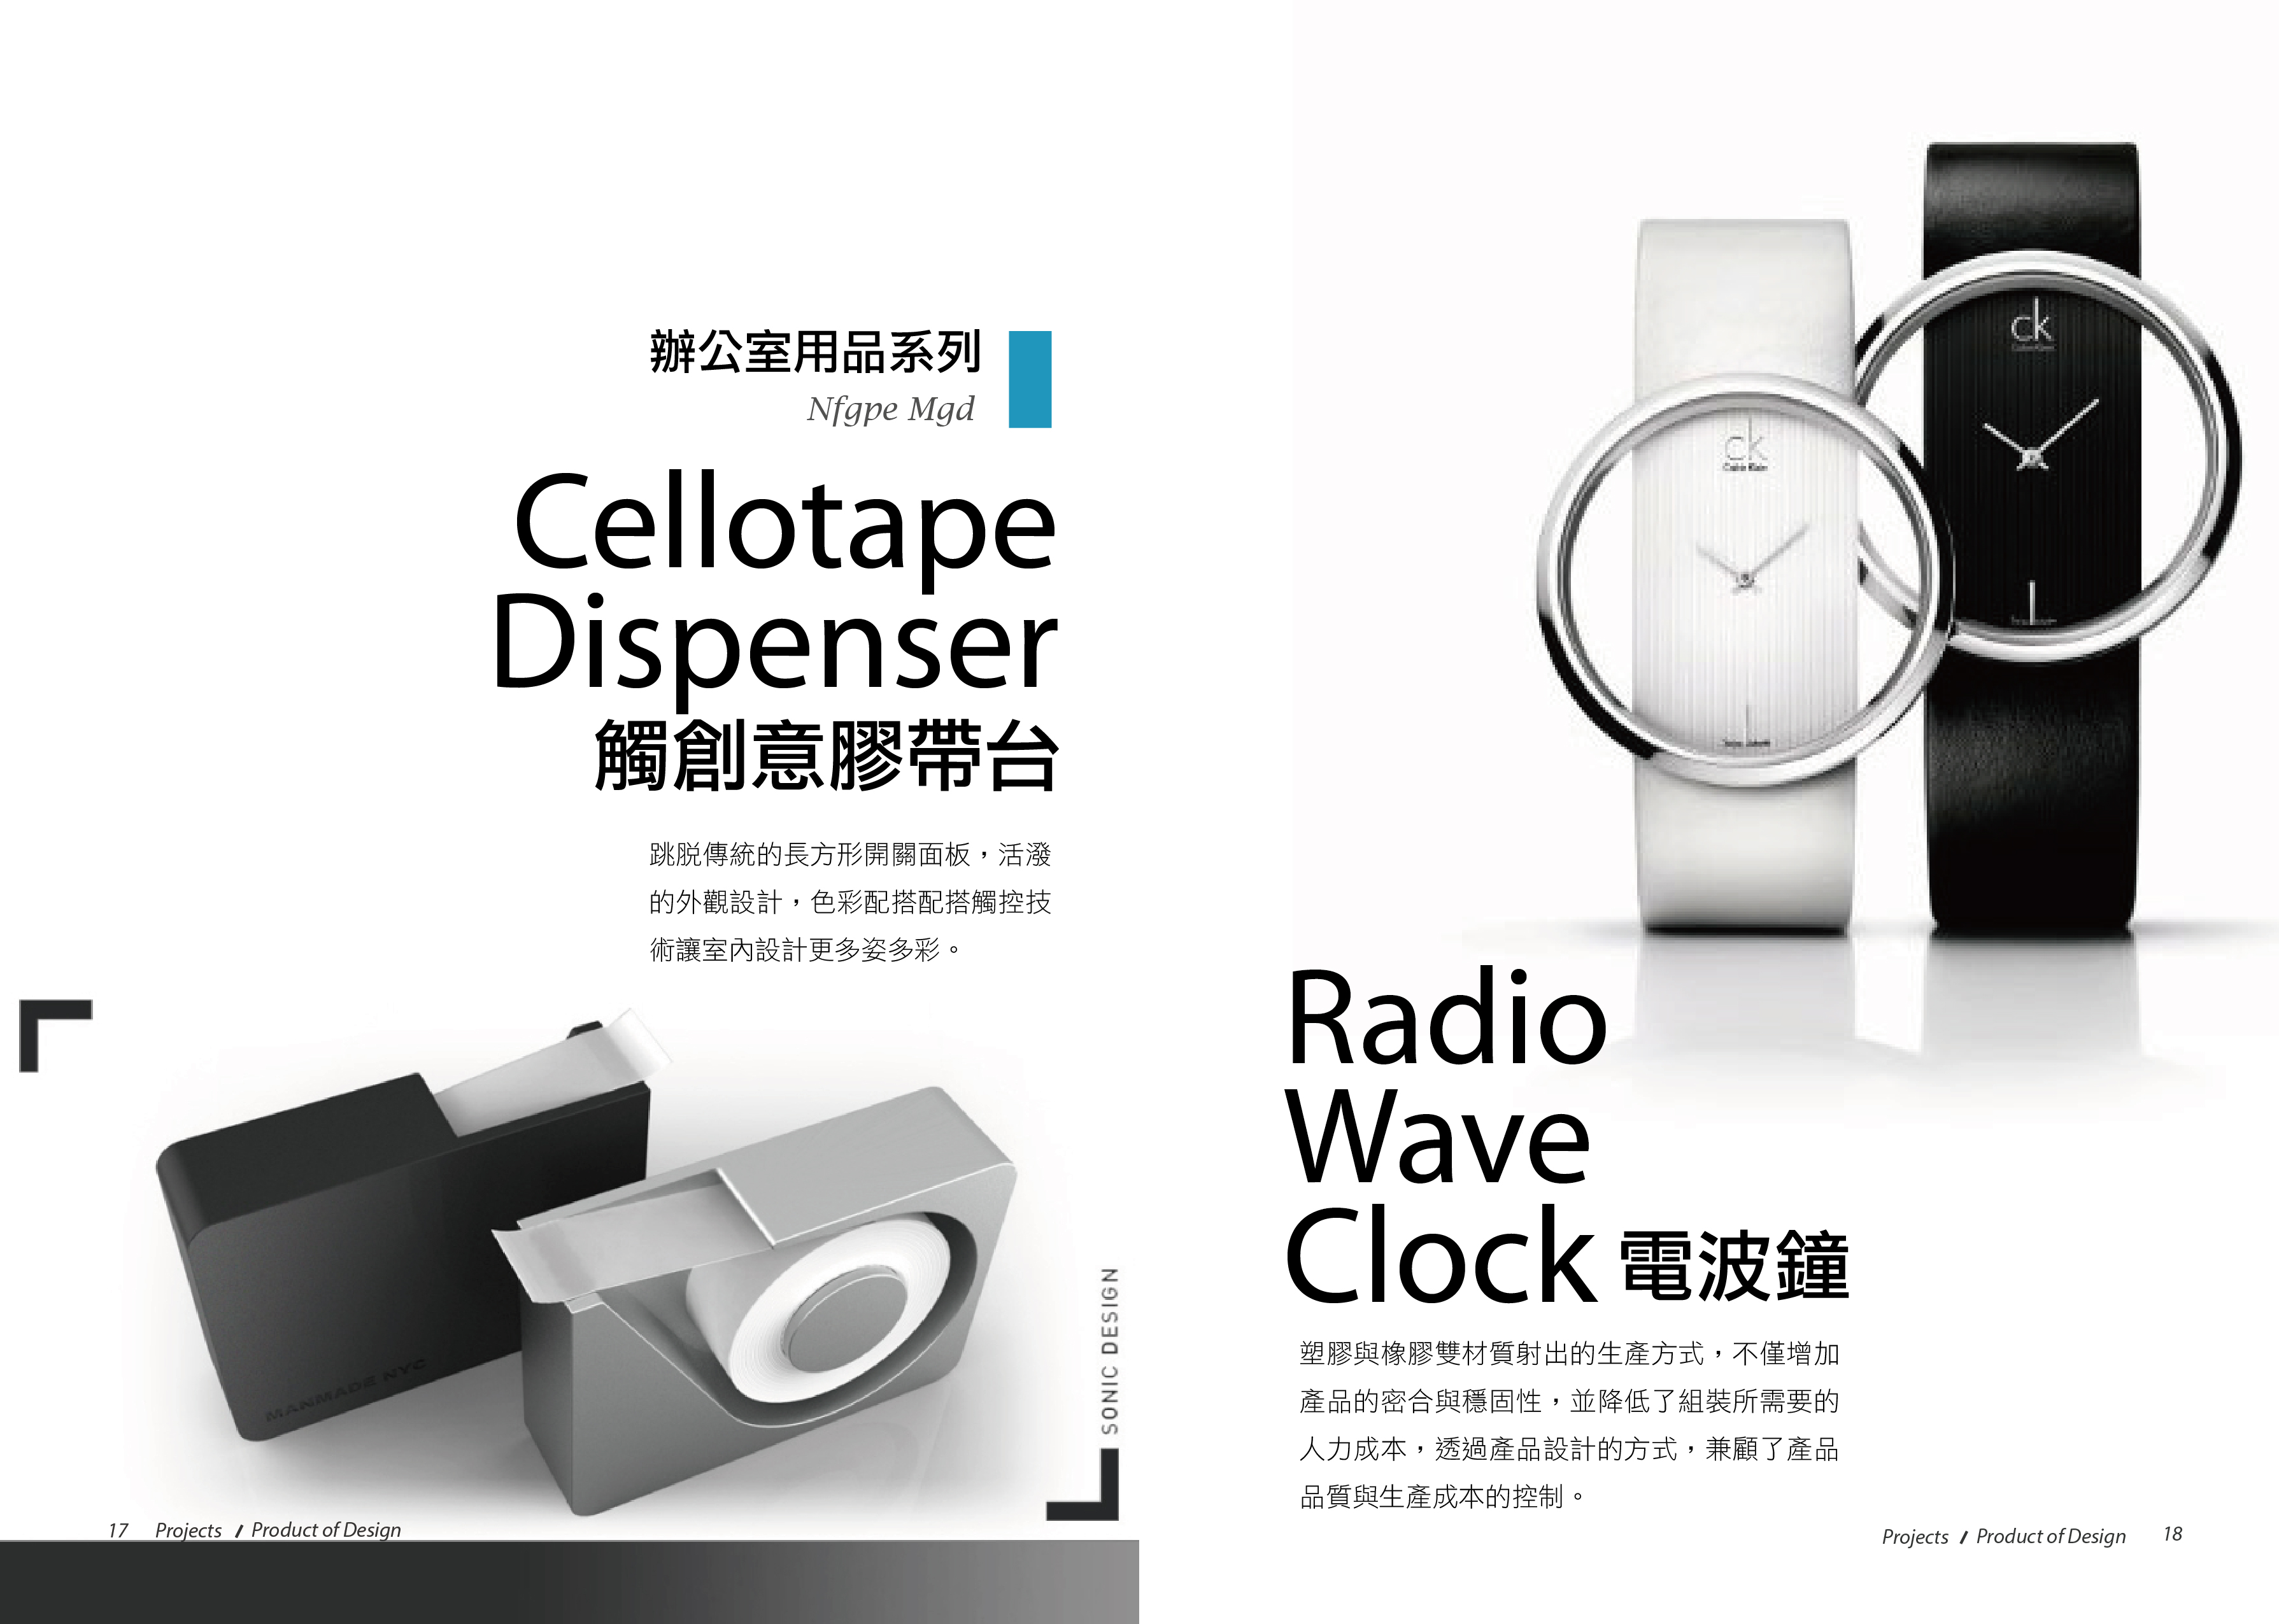 辦公室用品系列
Nfgpe Mgd
Cellotape
Dispenser
觸創意膠帶台
跳脱傳統的長方形開關面板，活潑
的外觀設計，色彩配搭配搭觸控技
術讓室內設計更多姿多彩。
MANMADE NYC
SONIC DESIGN
17 Projects / Product of Design
ck
Calvin Klein
ck
Calvin Klein
Radio
Wave
Clock 電波鐘
塑膠與橡膠雙材質射出的生產方式，不僅增加
產品的密合與穩固性，並降低了組裝所需要的
人力成本，透過產品設計的方式，兼顧了產品
品質與生產成本的控制。
Projects / Product of Design 18